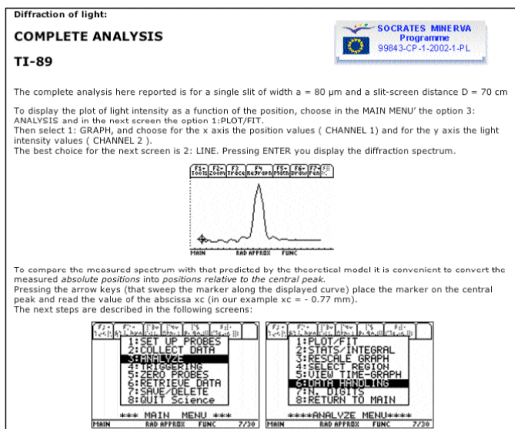 Diffraction of light:
COMPLETE ANALYSIS
TI-89
SOCRATES MINERVA
Programme
99843-CP-1-2002-1-PL
The complete analysis here reported is for a single slit of width a = 80 µm and a slit-screen distance D = 70 cm
To display the plot of light intensity as a function of the position, choose in the MAIN MENU' the option 3:
ANALYSIS and in the next screen the option 1:PLOT/FIT.
Then select 1: GRAPH, and choose for the x axis the position values ( CHANNEL 1) and for the y axis the light
intensity values ( CHANNEL 2 ).
The best choice for the next screen is 2: LINE. Pressing ENTER you display the diffraction spectrum.
Tools Zoom Trace ReGraph Math Draw Pen
MAIN RAD APPROX FUNC
To compare the measured spectrum with that predicted by the theoretical model it is convenient to convert the
measured absolute positions into positions relative to the central peak.
Pressing the arrow keys (that sweep the marker along the displayed curve) place the marker on the central
peak and read the value of the abscissa xc (in our example xc = - 0.77 mm).
The next steps are described in the following screens:
1:SET UP PROBES
2:COLLECT DATA
3:ANALYZE
4:TRIGGERING
5:ZERO PROBES
6:RETRIEVE DATA
7:SAVE/DELETE
8:QUIT Science
*** MAIN MENU ***
MAIN RAD APPROX FUNC 7/30
1:PLOT/FIT
2:STATS/INTEGRAL
3:RESCALE GRAPH
4:SELECT REGION
5:VIEW TIME-GRAPH
6:DATA HANDLING
7:N. DIGITS
8:RETURN TO MAIN
****ANALYZE MENU****
MAIN RAD APPROX FUNC 7/30